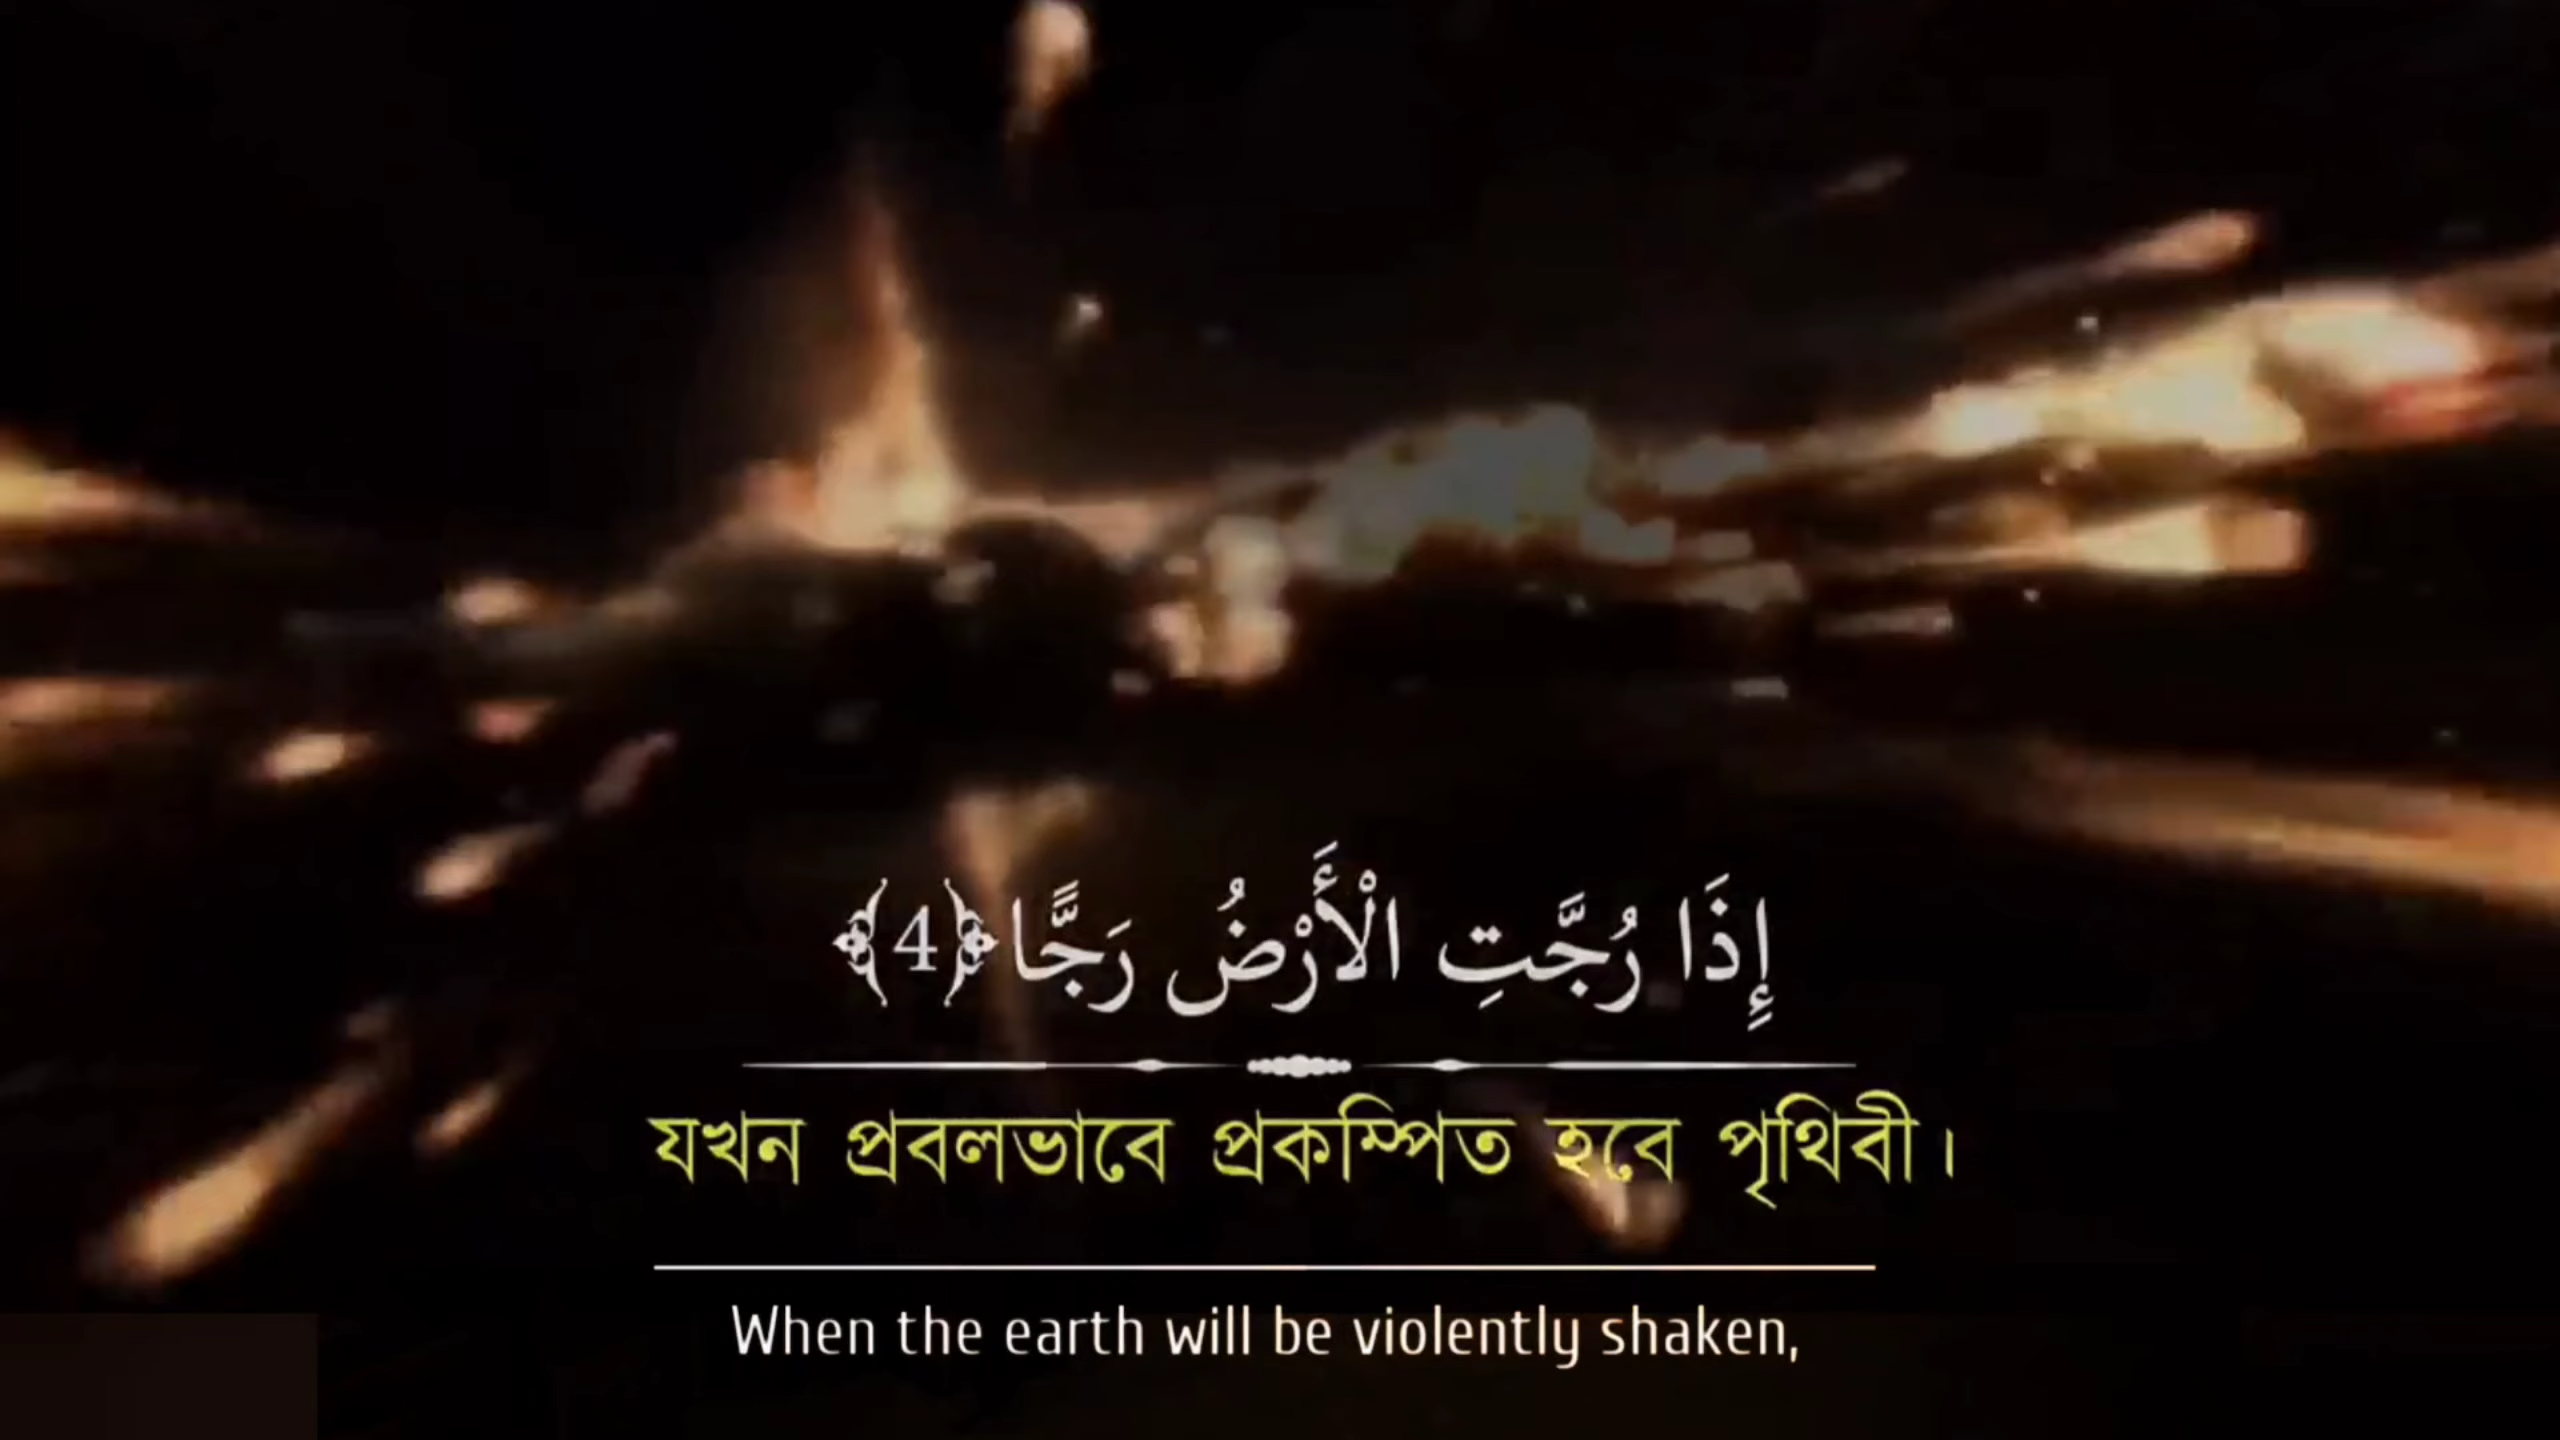 إِذَا رُجَّتِ الْأَرْضُ رَجًّا ﴿4﴾
যখন প্রবলভাবে প্রকম্পিত হবে পৃথিবী।
When the earth will be violently shaken,